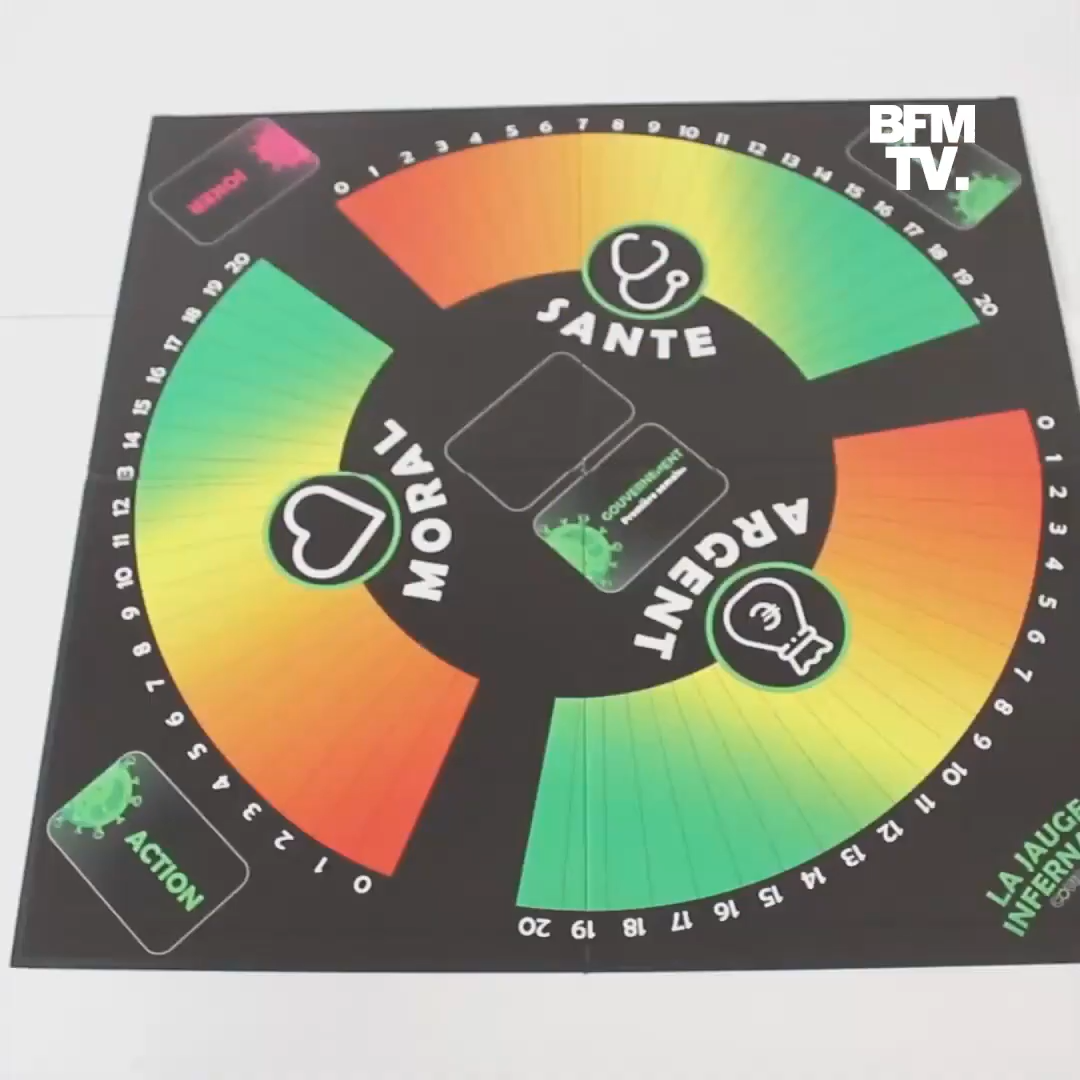 BFM
TV.
JOKER
0 1 2 3 4 5 6 7 8 9 10 11 12 13 14 15 16 17 18 19 20
SANTE
0 1 2 3 4 5 6 7 8 9 10 11 12 13 14 15 16 17 18 19 20
MORAL
GOUVERNEMENT
Première semaine
ARGENT
0 1 2 3 4 5 6 7 8 9 10 11 12 13 14 15 16 17 18 19 20
ACTION
LA JAUGE
INFERNA